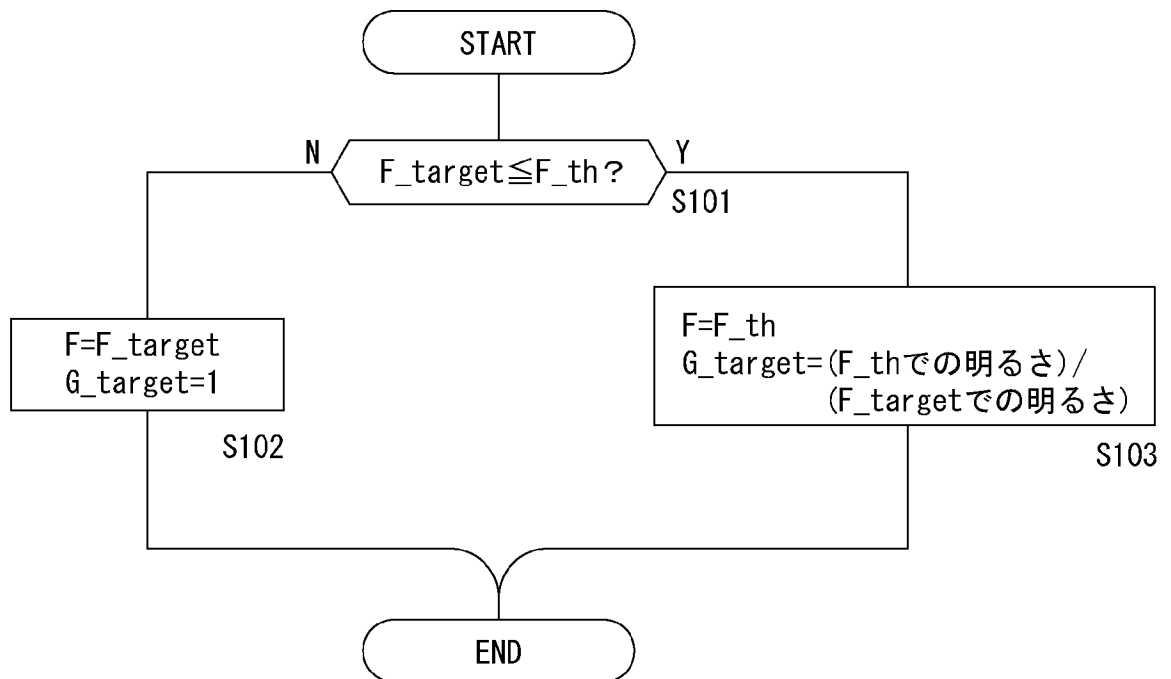 START
N
F_target≦F_th？
Y
S101
F=F_target
G_target=1
S102
F=F_th
G_target=(F_thでの明るさ)/
(F_targetでの明るさ)
S103
END